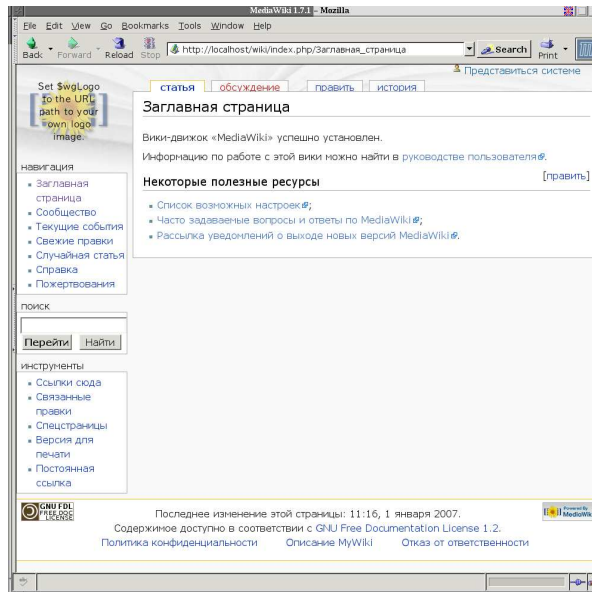 MediaWiki 1.7.1 - Mozilla
File Edit View Go Bookmarks Tools Window Help
Back Forward Reload Stop http://localhost/wiki/index.php/Заглавная_страница Search Print
Представиться системе
Set $wgLogo
to the URL
path to your
own logo
image.
статья обсуждение править история
Заглавная страница
Вики-движок «MediaWiki» успешно установлен.
Информацию по работе с этой вики можно найти в руководстве пользователя.
[править]
Некоторые полезные ресурсы
Список возможных настроек;
Часто задаваемые вопросы и ответы по MediaWiki;
Рассылка уведомлений о выходе новых версий MediaWiki.
навигация
Заглавная
страница
Сообщество
Текущие события
Свежие правки
Случайная статья
Справка
Пожертвования
поиск
Перейти Найти
инструменты
Ссылки сюда
Связанные
правки
Спецстраницы
Версия для
печати
Постоянная
ссылка
GNU FDL
FREE DOC
LICENSE
Последнее изменение этой страницы: 11:16, 1 января 2007.
Содержимое доступно в соответствии с GNU Free Documentation License 1.2.
Политика конфиденциальности Описание MyWiki Отказ от ответственности
Powered By
MediaWik